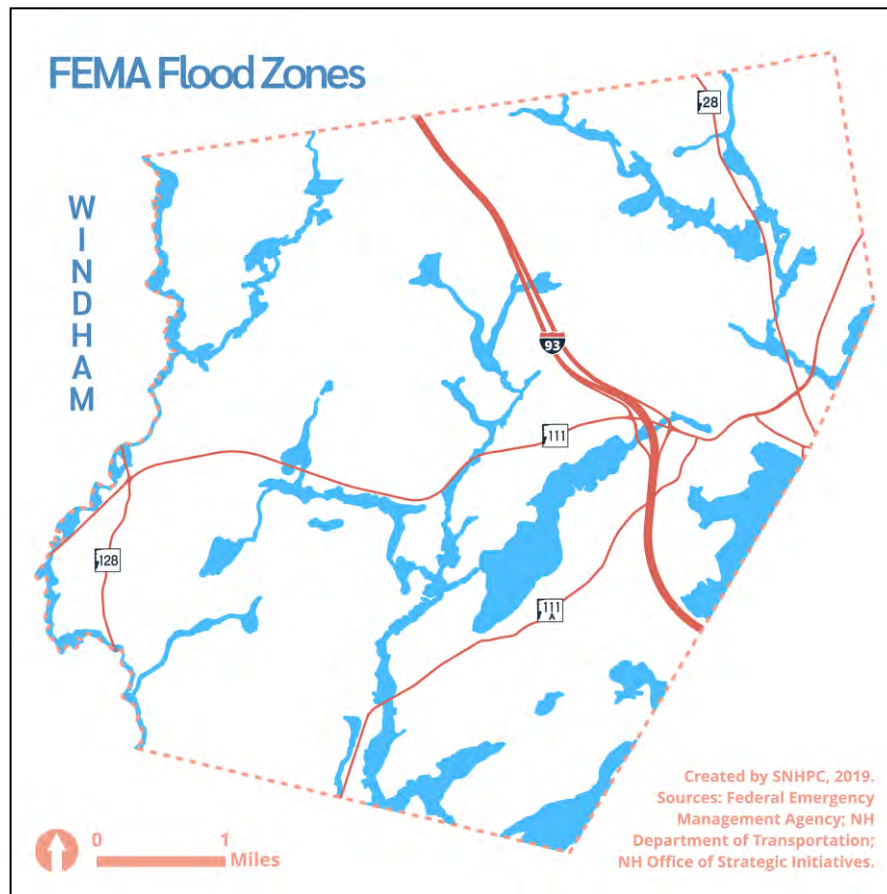 FEMA Flood Zones
WINDHAM
28
93
111
128
111
A
0 1
Miles
Created by SNHPC, 2019.
Sources: Federal Emergency
Management Agency; NH
Department of Transportation;
NH Office of Strategic Initiatives.